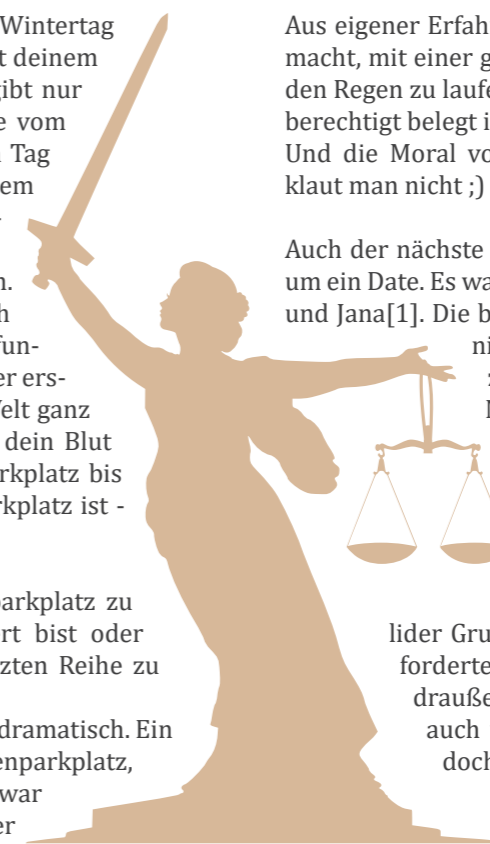 Wintertag
t deinem
gibt nur
e vom
Tag
em
-
n.
h
fun-
er ers-
Welt ganz
dein Blut
rkplatz bis
rkplatz ist -
parkplatz zu
ert bist oder
tzten Reihe zu
dramatisch. Ein
enparkplatz,
war
er
Aus eigener Erfah
macht, mit einer g
den Regen zu laufe
berechtigt belegt i
Und die Moral vo
klaut man nicht ;)
Auch der nächste
um ein Date. Es wa
und Jana[1]. Die b
ni
z
lider Gru
forderte
drauße
auch
doch